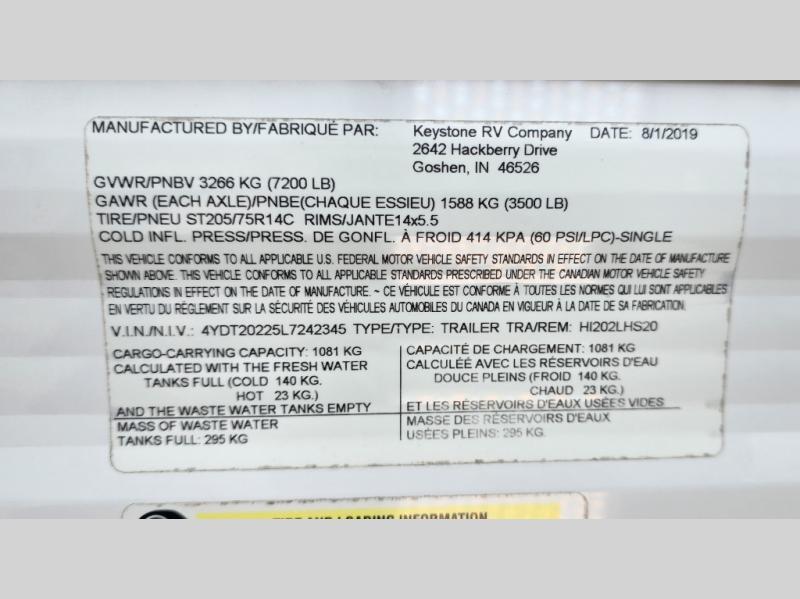 MANUFACTURED BY/FABRIQUÉ PAR: Keystone RV Company DATE: 8/1/2019
2642 Hackberry Drive
Goshen, IN 46526
GVWR/PNBV 3266 KG (7200 LB)
GAWR (EACH AXLE)/PNBE(CHAQUE ESSIEU) 1588 KG (3500 LB)
TIRE/PNEU ST205/75R14C RIMS/JANTE14x5.5
COLD INFL. PRESS/PRESS. DE GONFL. À FROID 414 KPA (60 PSI/LPC)-SINGLE
THIS VEHICLE CONFORMS TO ALL APPLICABLE U.S. FEDERAL MOTOR VEHICLE SAFETY STANDARDS IN EFFECT ON THE DATE OF MANUFACTURE
SHOWN ABOVE. THIS VEHICLE CONFORMS TO ALL APPLICABLE STANDARDS PRESCRIBED UNDER THE CANADIAN MOTOR VEHICLE SAFETY
REGULATIONS IN EFFECT ON THE DATE OF MANUFACTURE. ~ CE VÉHICULE EST CONFORME À TOUTES LES NORMES QUI LUI SONT APPLICABLES
EN VERTU DU RÈGLEMENT SUR LA SÉCURITÉ DES VÉHICULES AUTOMOBILES DU CANADA EN VIGUEUR À LA DATE DE SA FABRICATION.
V.I.N./N.I.V.: 4YDT20225L7242345 TYPE/TYPE: TRAILER TRA/REM: HI202LHS20
CARGO-CARRYING CAPACITY: 1081 KG
CALCULATED WITH THE FRESH WATER
TANKS FULL (COLD 140 KG.
HOT 23 KG.)
AND THE WASTE WATER TANKS EMPTY
MASS OF WASTE WATER
TANKS FULL: 295 KG
CAPACITÉ DE CHARGEMENT: 1081 KG
CALCULÉE AVEC LES RÉSERVOIRS D'EAU
DOUCE PLEINS (FROID 140 KG.
CHAUD 23 KG.)
ET LES RÉSERVOIRS D'EAUX USÉES VIDES
MASSE DES RÉSERVOIRS D'EAUX
USÉES PLEINS: 295 KG.
TIRE AND LOADING INFORMATION